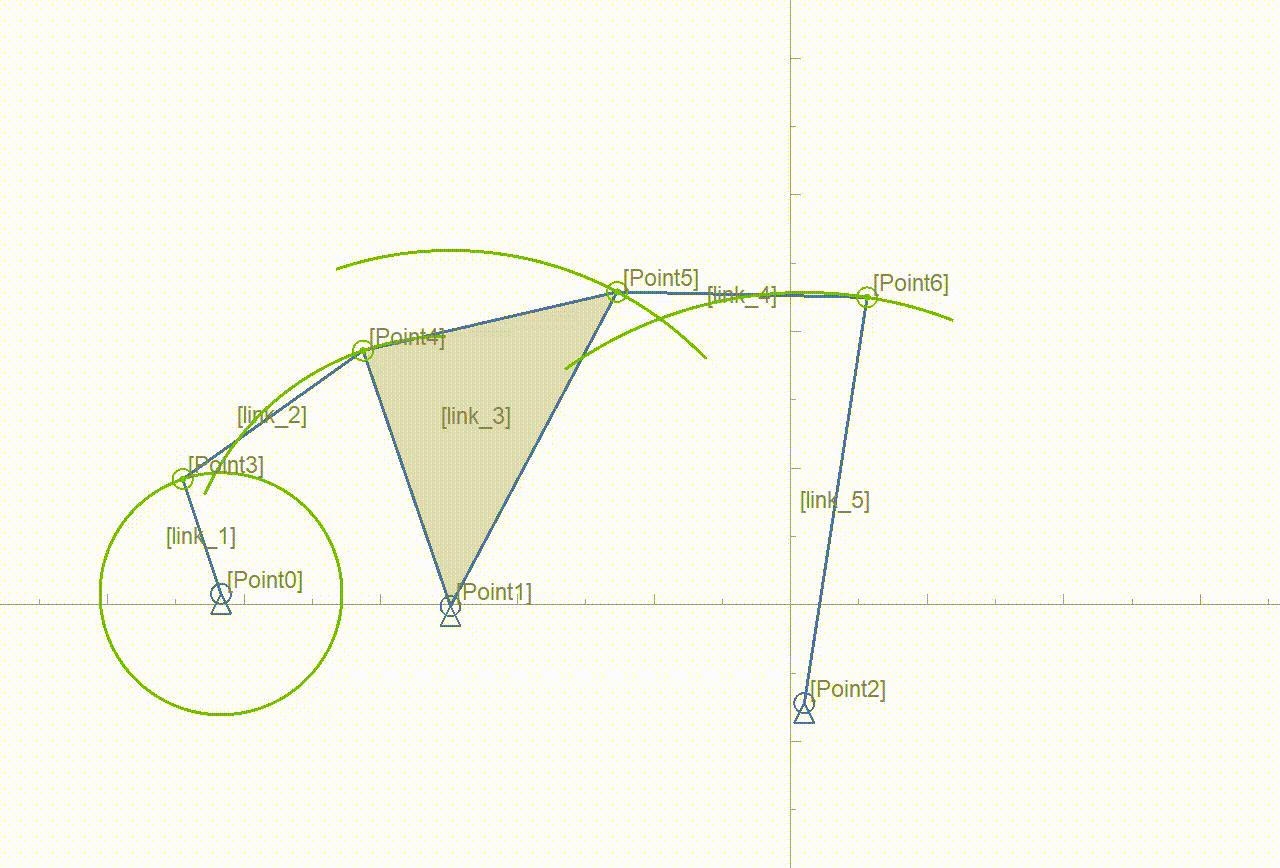 [Point5]
[Point6]
[link_4]
[Point4]
[link_2]
[link_3]
[Point3]
[link_5]
[link_1]
[Point0]
[Point1]
[Point2]